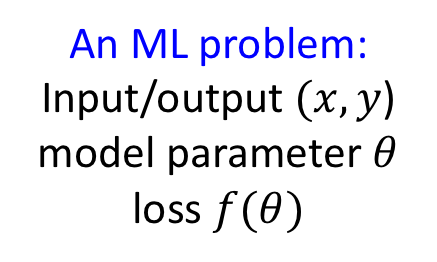 An ML problem:
Input/output (𝑥, 𝑦)
model parameter 𝜃
loss 𝑓(𝜃)